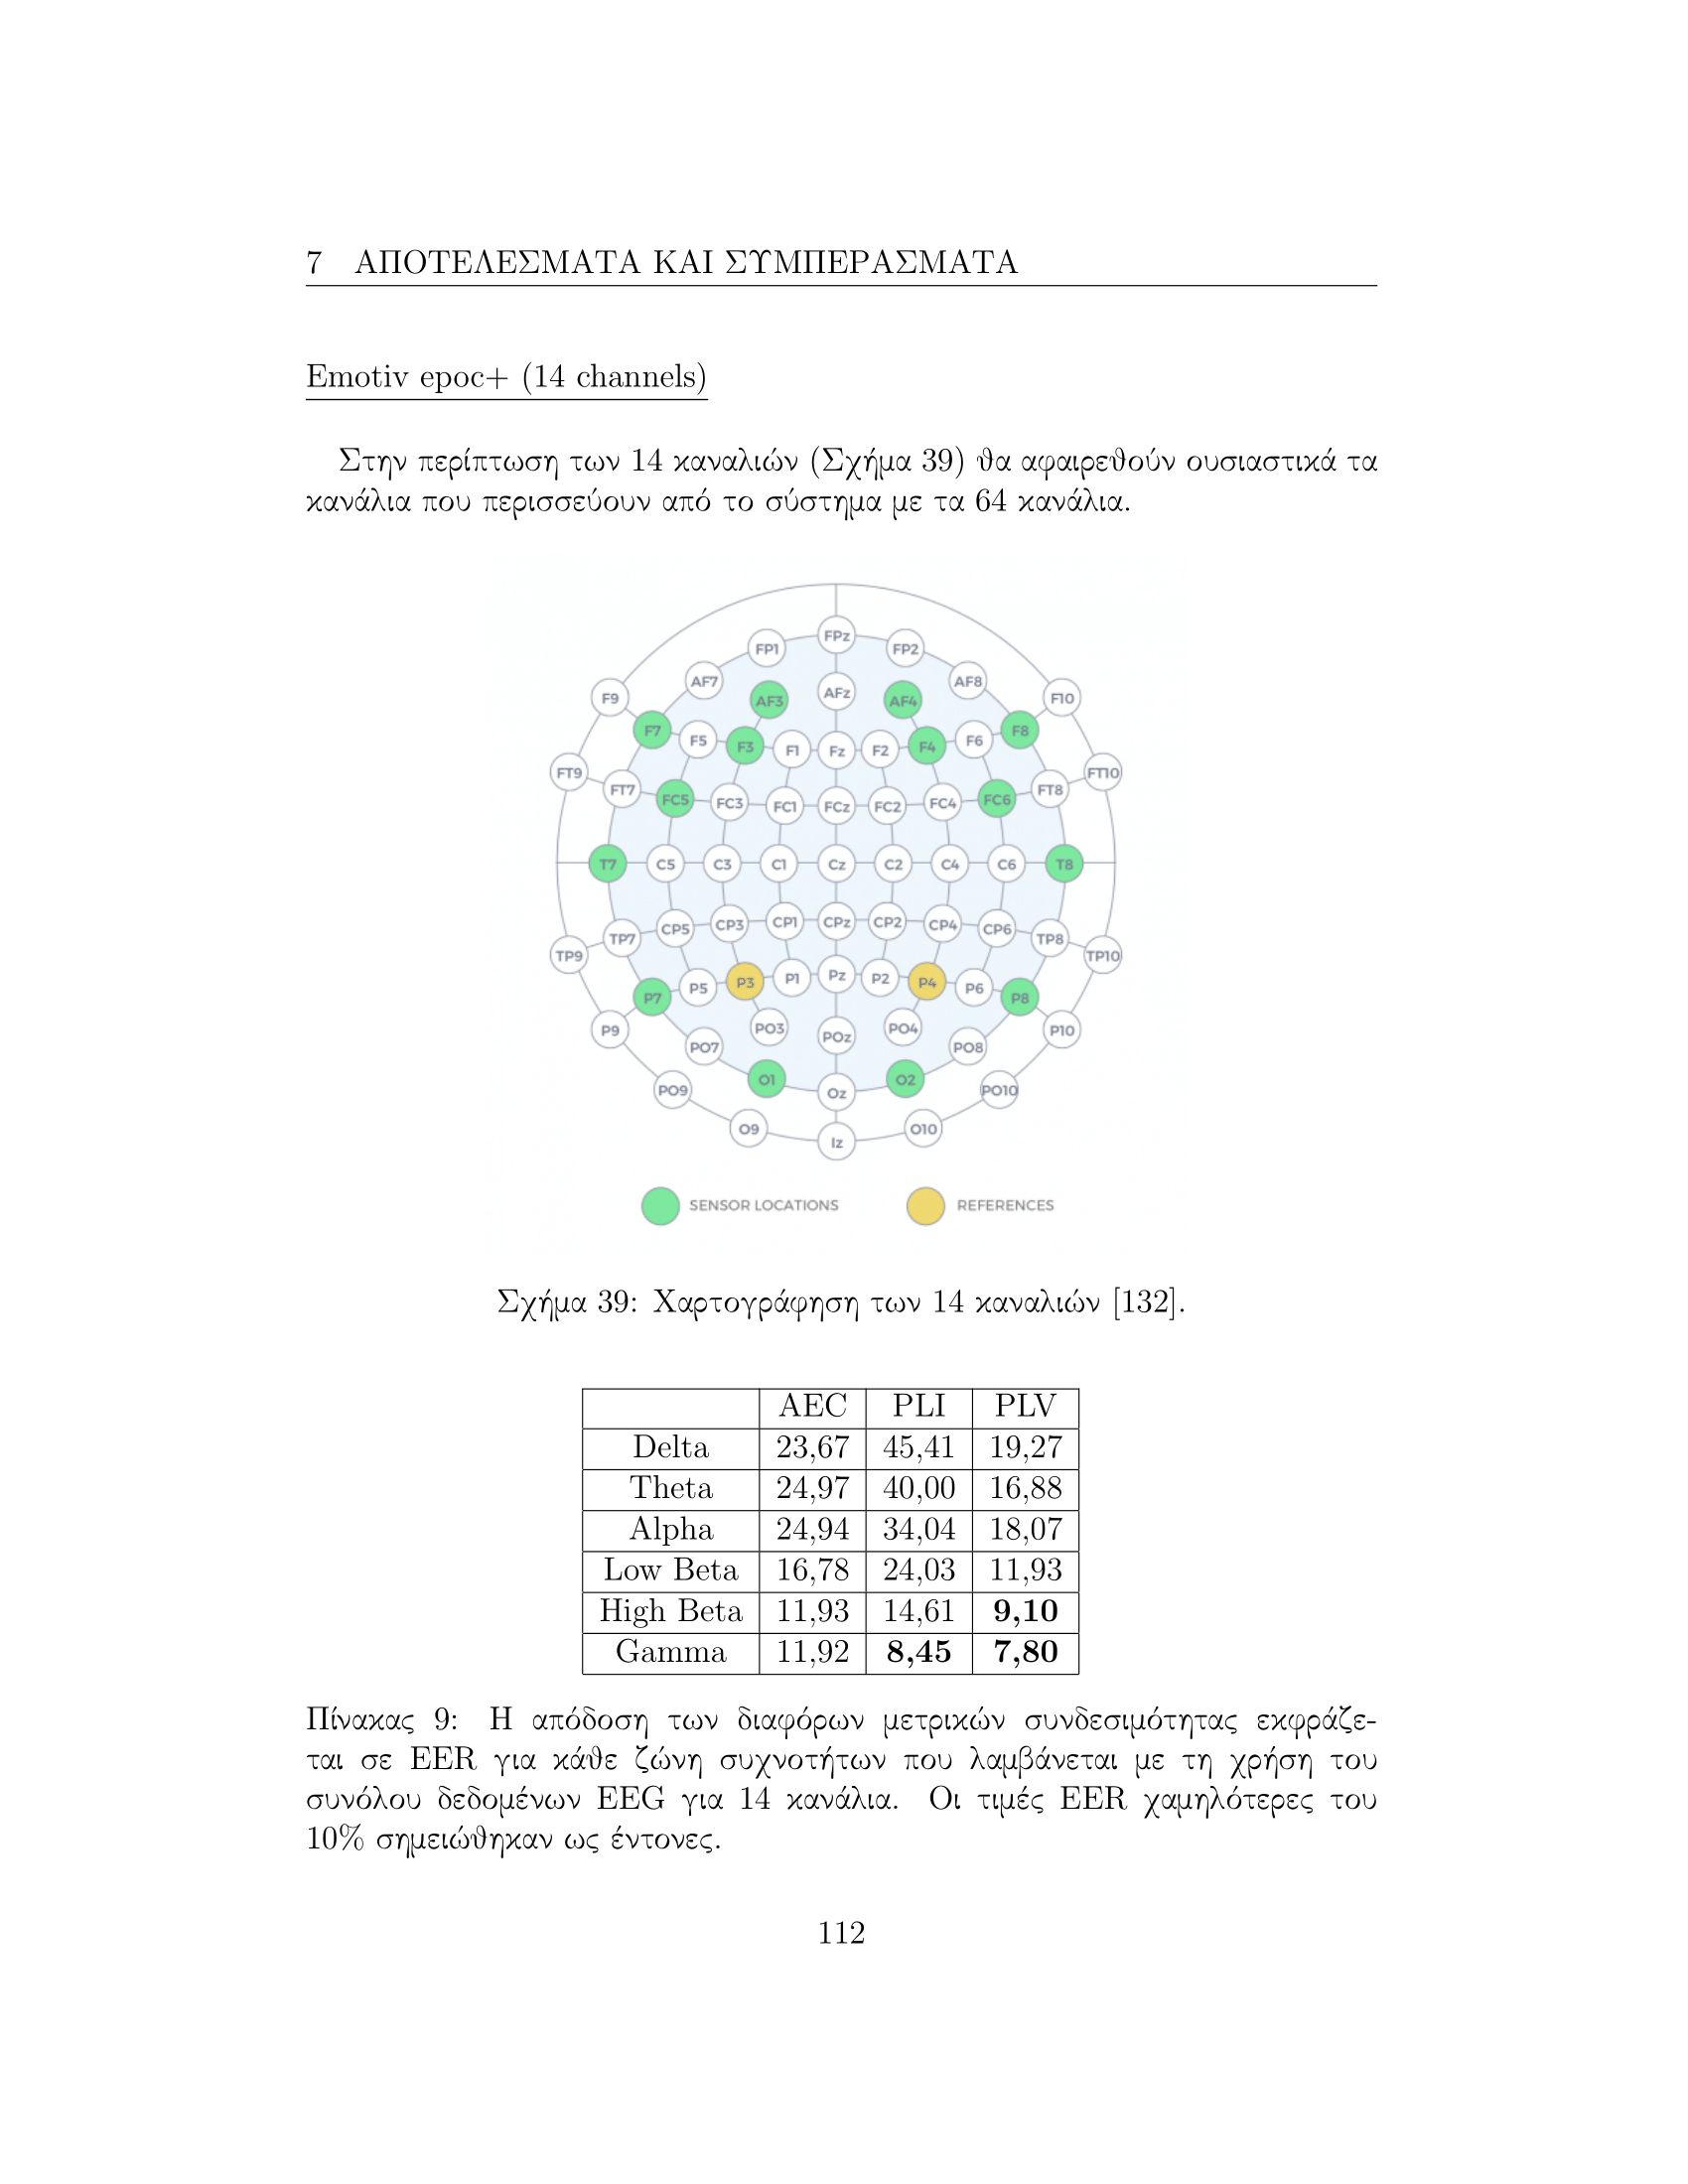 7 ΑΠΟΤΕΛΕΣΜΑΤΑ ΚΑΙ ΣΥΜΠΕΡΑΣΜΑΤΑ
Emotiv epoc+ (14 channels)
Στην περίπτωση των 14 καναλιών (Σχήμα 39) θα αφαιρεθούν ουσιαστικά τα
κανάλια που περισσεύουν από το σύστημα με τα 64 κανάλια.
FPz
FP1 FP2
AF7 AF8
F9 AF3 AFz AF4 F10
F7 F5 F3 F1 Fz F2 F4 F6 F8
FT9 FT7 FC5 FC3 FC1 FCz FC2 FC4 FC6 FT8 FT10
T7 C5 C3 C1 Cz C2 C4 C6 T8
TP9 TP7 CP5 CP3 CP1 CPz CP2 CP4 CP6 TP8 TP10
P7 P5 P3 P1 Pz P2 P4 P6 P8
P9 PO7 PO3 POz PO4 PO8 P10
PO9 O1 Oz O2 PO10
O9 Iz O10
SENSOR LOCATIONS REFERENCES
Σχήμα 39: Χαρτογράφηση των 14 καναλιών [132].
AEC PLI PLV
Delta 23,67 45,41 19,27
Theta 24,97 40,00 16,88
Alpha 24,94 34,04 18,07
Low Beta 16,78 24,03 11,93
High Beta 11,93 14,61 9,10
Gamma 11,92 8,45 7,80
Πίνακας 9: Η απόδοση των διαφόρων μετρικών συνδεσιμότητας εκφράζε-
ται σε EER για κάθε ζώνη συχνοτήτων που λαμβάνεται με τη χρήση του
συνόλου δεδομένων EEG για 14 κανάλια. Οι τιμές EER χαμηλότερες του
10% σημειώθηκαν ως έντονες.
112